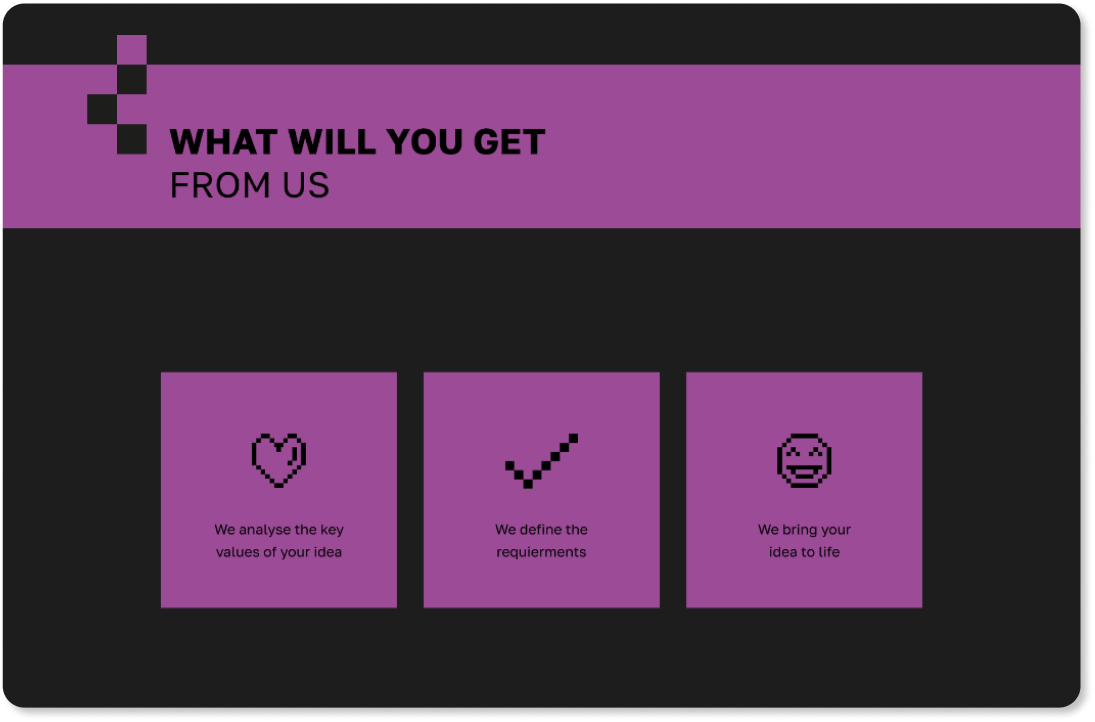 WHAT WILL YOU GET
FROM US
We analyse the key
values of your idea
We define the
requierments
We bring your
idea to life